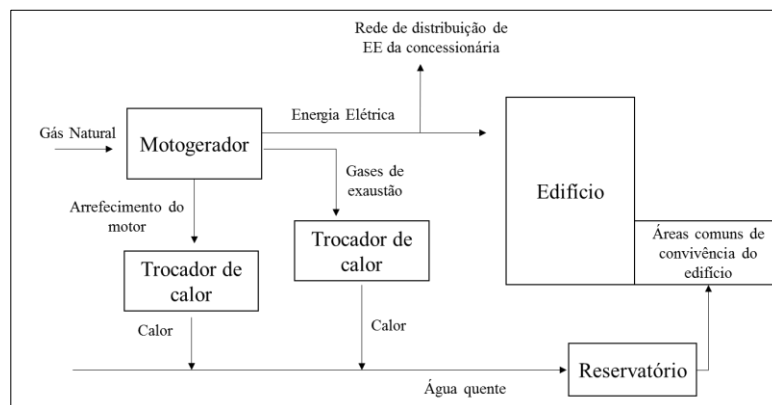 Rede de distribuição de
EE da concessionária
Energia Elétrica
Gás Natural
Motogerador
Gases de
exaustão
Edifício
Arrefecimento do
motor
Trocador de
calor
Trocador de
calor
Áreas comuns de
convivência do
edifício
Calor
Calor
Água quente
Reservatório